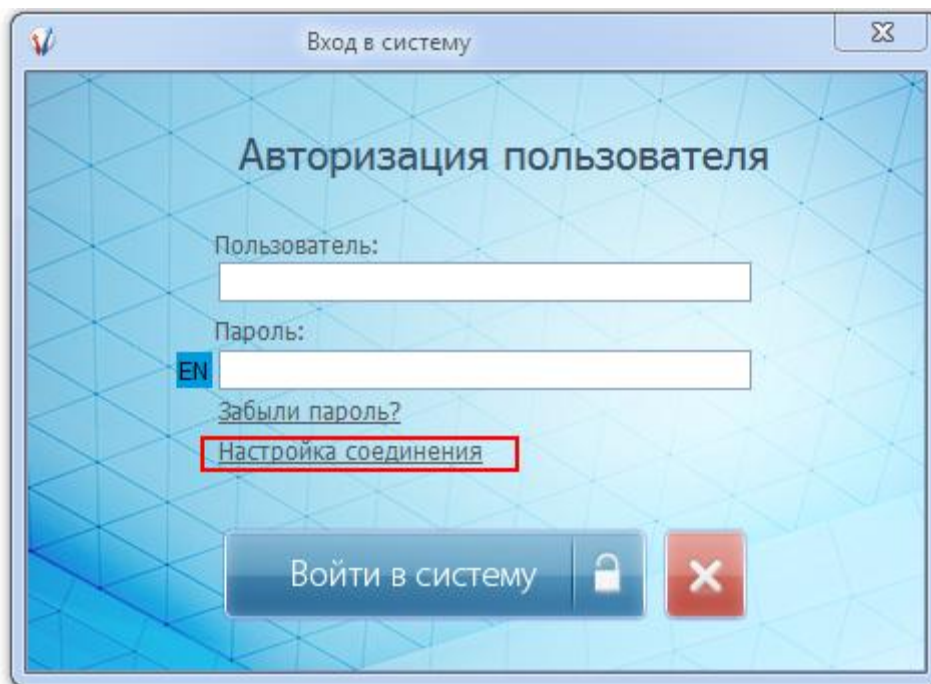 Вход в систему
Авторизация пользователя
Пользователь:
Пароль:
EN
Забыли пароль?
Настройка соединения
Войти в систему